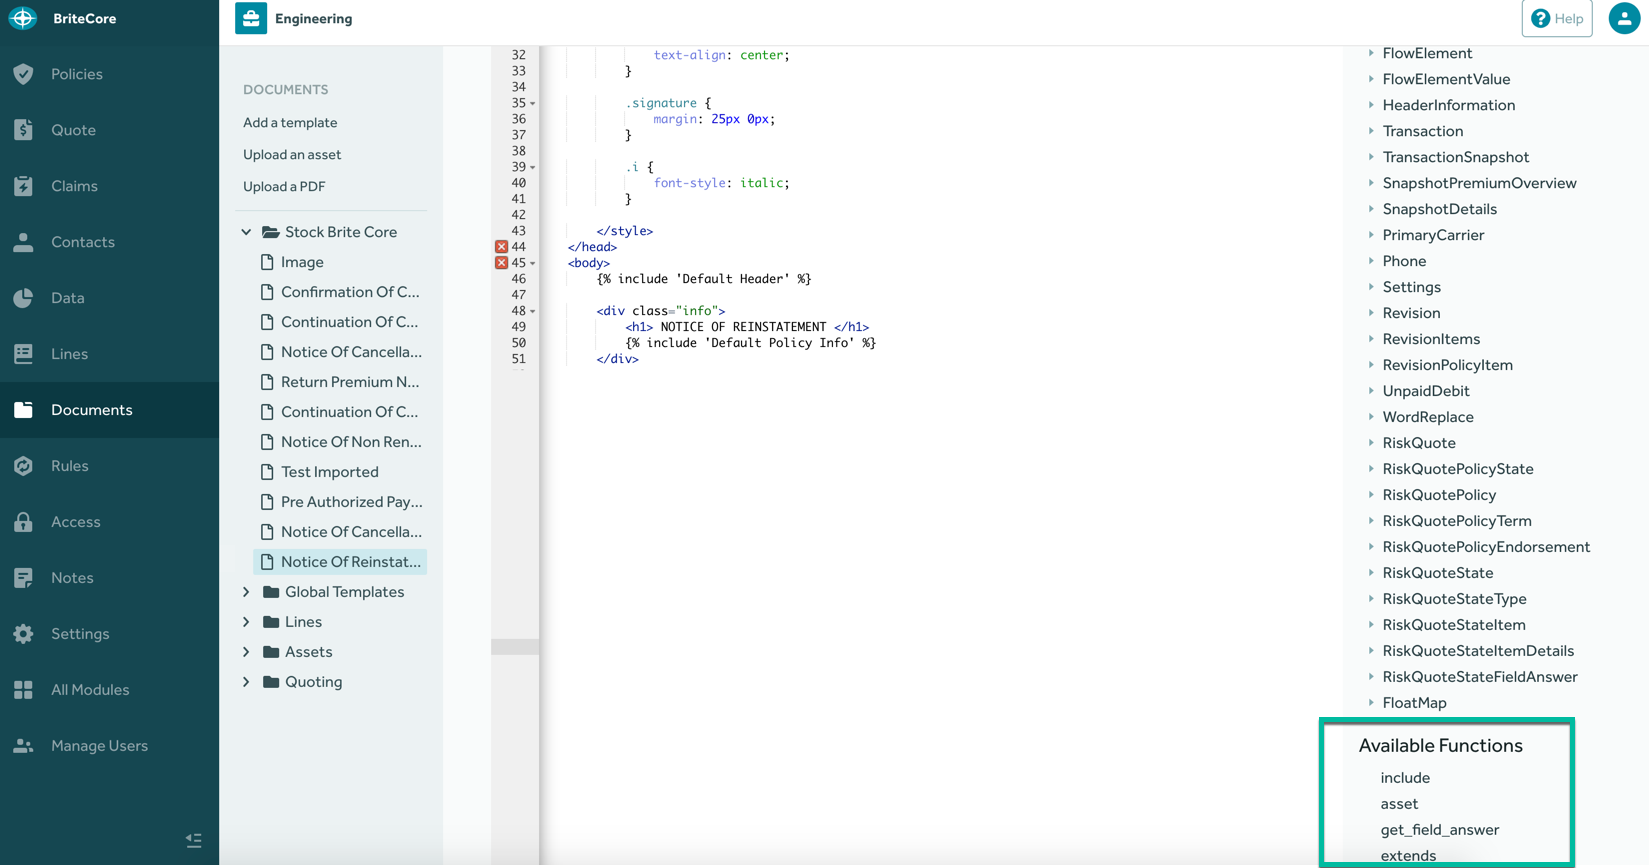 BriteCore
Engineering
Help
Policies
Quote
Claims
Contacts
Data
Lines
Documents
Rules
Access
Notes
Settings
All Modules
Manage Users
DOCUMENTS
Add a template
Upload an asset
Upload a PDF
Stock Brite Core
Image
Confirmation Of C...
Continuation Of C...
Notice Of Cancella...
Return Premium N...
Continuation Of C...
Notice Of Non Ren...
Test Imported
Pre Authorized Pay...
Notice Of Cancella...
Notice Of Reinstat...
Global Templates
Lines
Assets
Quoting
32 text-align: center;
33 }
34
35 .signature {
36 margin: 25px 0px;
37 }
38
39 .i {
40 font-style: italic;
41 }
42
43 </style>
44 </head>
45 <body>
46 {% include 'Default Header' %}
47
48 <div class="info">
49 <h1> NOTICE OF REINSTATEMENT </h1>
50 {% include 'Default Policy Info' %}
51 </div>
FlowElement
FlowElementValue
HeaderInformation
Transaction
TransactionSnapshot
SnapshotPremiumOverview
SnapshotDetails
PrimaryCarrier
Phone
Settings
Revision
RevisionItems
RevisionPolicyItem
UnpaidDebit
WordReplace
RiskQuote
RiskQuotePolicyState
RiskQuotePolicy
RiskQuotePolicyTerm
RiskQuotePolicyEndorsement
RiskQuoteState
RiskQuoteStateType
RiskQuoteStateItem
RiskQuoteStateItemDetails
RiskQuoteStateFieldAnswer
FloatMap
Available Functions
include
asset
get_field_answer
extends